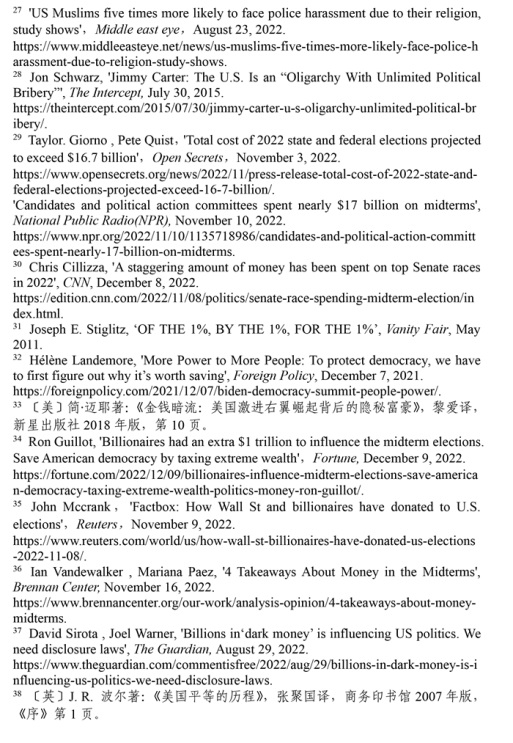 27 'US Muslims five times more likely to face police harassment due to their religion,
study shows'，Middle east eye，August 23, 2022.
https://www.middleeasteye.net/news/us-muslims-five-times-more-likely-face-police-h
arassment-due-to-religion-study-shows.
28 Jon Schwarz, 'Jimmy Carter: The U.S. Is an “Oligarchy With Unlimited Political
Bribery”', The Intercept, July 30, 2015.
https://theintercept.com/2015/07/30/jimmy-carter-u-s-oligarchy-unlimited-political-br
ibery/.
29 Taylor. Giorno , Pete Quist，'Total cost of 2022 state and federal elections projected
to exceed $16.7 billion'，Open Secrets，November 3, 2022.
https://www.opensecrets.org/news/2022/11/press-release-total-cost-of-2022-state-and-
federal-elections-projected-exceed-16-7-billion/.
'Candidates and political action committees spent nearly $17 billion on midterms',
National Public Radio(NPR), November 10, 2022.
https://www.npr.org/2022/11/10/1135718986/candidates-and-political-action-committ
ees-spent-nearly-17-billion-on-midterms.
30 Chris Cillizza, 'A staggering amount of money has been spent on top Senate races
in 2022', CNN, December 8, 2022.
https://edition.cnn.com/2022/11/08/politics/senate-race-spending-midterm-election/in
dex.html.
31 Joseph E. Stiglitz, ‘OF THE 1%, BY THE 1%, FOR THE 1%’, Vanity Fair, May
2011.
32 Hélène Landemore, 'More Power to More People: To protect democracy, we have
to first figure out why it’s worth saving', Foreign Policy, December 7, 2021.
https://foreignpolicy.com/2021/12/07/biden-democracy-summit-people-power/.
33 〔美〕简·迈耶著：《金钱暗流：美国激进右翼崛起背后的隐秘富豪》，黎爱译，
新星出版社 2018 年版，第 10 页。
34 Ron Guillot, 'Billionaires had an extra $1 trillion to influence the midterm elections.
Save American democracy by taxing extreme wealth', Fortune, December 9, 2022.
https://fortune.com/2022/12/09/billionaires-influence-midterm-elections-save-america
n-democracy-taxing-extreme-wealth-politics-money-ron-guillot/.
35 John Mccrank， 'Factbox: How Wall St and billionaires have donated to U.S.
elections'，Reuters，November 9, 2022.
https://www.reuters.com/world/us/how-wall-st-billionaires-have-donated-us-elections
-2022-11-08/.
36 Ian Vandewalker , Mariana Paez, '4 Takeaways About Money in the Midterms',
Brennan Center, November 16, 2022.
https://www.brennancenter.org/our-work/analysis-opinion/4-takeaways-about-money-
midterms.
37 David Sirota , Joel Warner, 'Billions in‘dark money’ is influencing US politics. We
need disclosure laws', The Guardian, August 29, 2022.
https://www.theguardian.com/commentisfree/2022/aug/29/billions-in-dark-money-is-i
nfluencing-us-politics-we-need-disclosure-laws.
38 〔英〕J. R. 波尔著：《美国平等的历程》，张聚国译，商务印书馆 2007 年版，
《序》第 1 页。